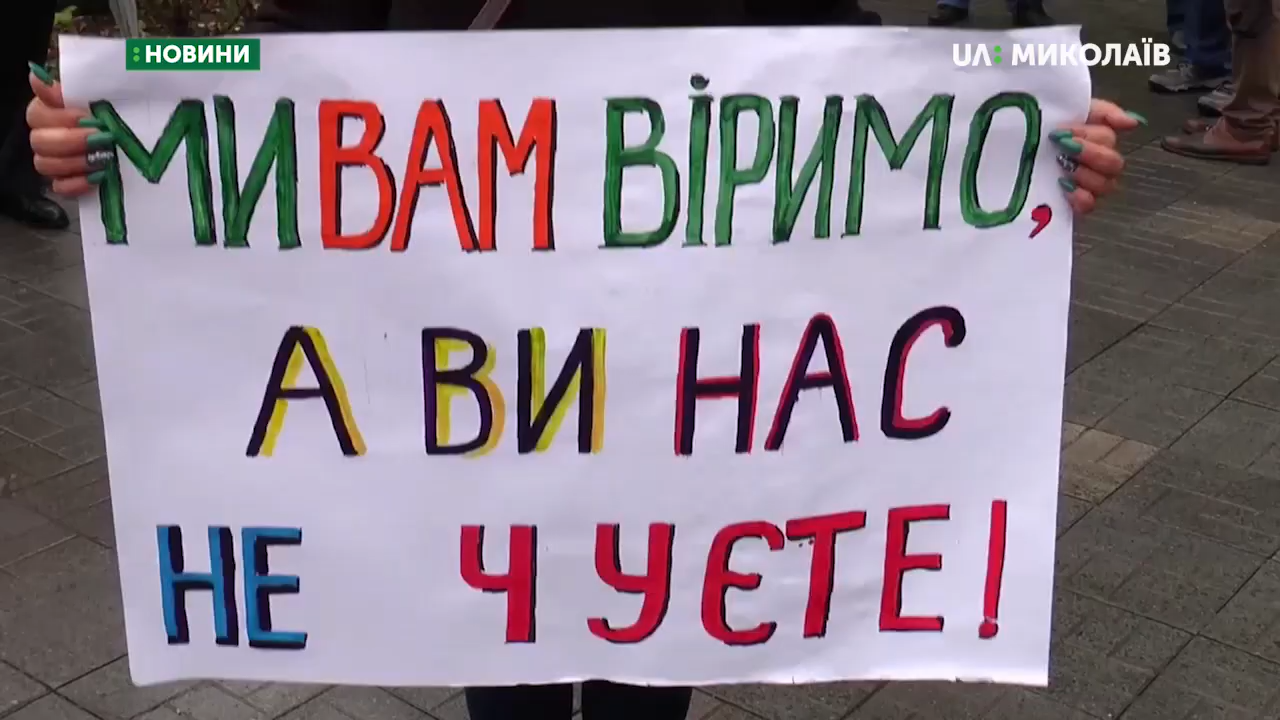 :НОВИНИ
UA: МИКОЛАЇВ
МИ ВАМ ВІРИМО,
А ВИ НАС
НЕ ЧУЄТЕ!